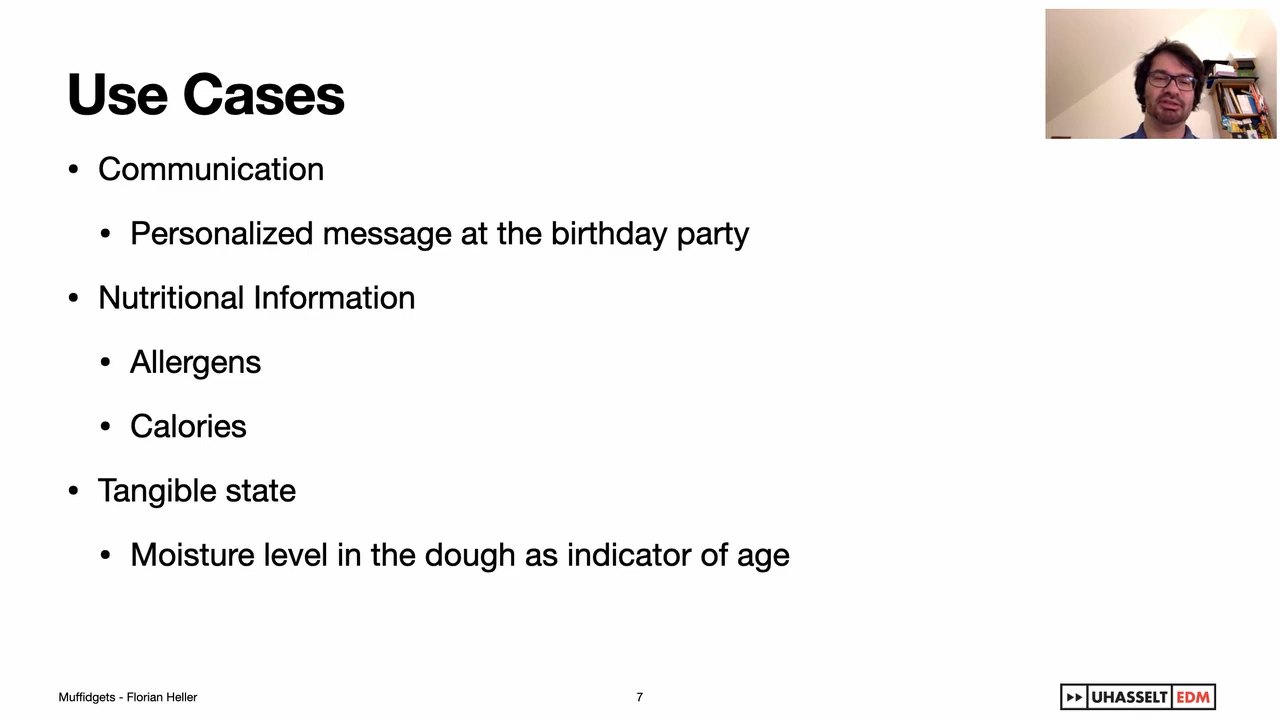 Use Cases
• Communication
• Personalized message at the birthday party
• Nutritional Information
• Allergens
• Calories
• Tangible state
• Moisture level in the dough as indicator of age
Muffidgets - Florian Heller
7
UHASSELT EDM